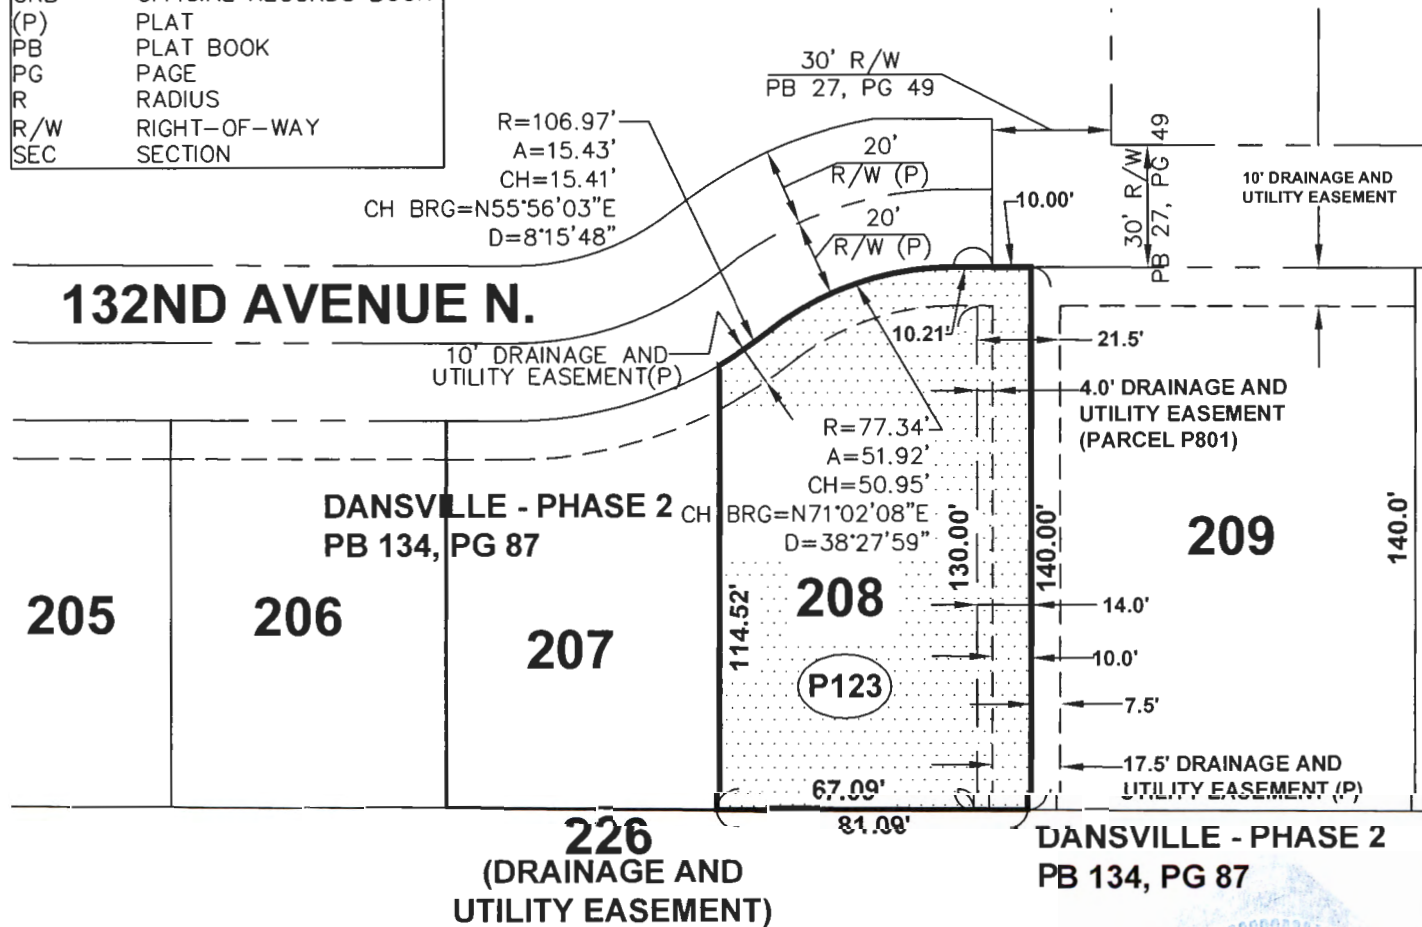 (P) PLAT
PB PLAT BOOK
PG PAGE
R RADIUS
R/W RIGHT-OF-WAY
SEC SECTION
30' R/W
PB 27, PG 49
R=106.97'
A=15.43'
CH=15.41'
CH BRG=N55°56'03"E
D=8°15'48"
20'
R/W (P)
20'
R/W (P)
10.00'
30' R/W
PB 27, PG 49
10' DRAINAGE AND
UTILITY EASEMENT
132ND AVENUE N.
10' DRAINAGE AND
UTILITY EASEMENT(P)
10.21'
21.5'
4.0' DRAINAGE AND
UTILITY EASEMENT
(PARCEL P801)
R=77.34'
A=51.92'
CH=50.95'
CH BRG=N71°02'08"E
D=38°27'59"
DANSVILLE - PHASE 2
PB 134, PG 87
205
206
207
208
209
P123
114.52'
130.00'
140.00'
140.0'
14.0'
10.0'
7.5'
17.5' DRAINAGE AND
UTILITY EASEMENT (P)
67.09'
81.09'
226
(DRAINAGE AND
UTILITY EASEMENT)
DANSVILLE - PHASE 2
PB 134, PG 87